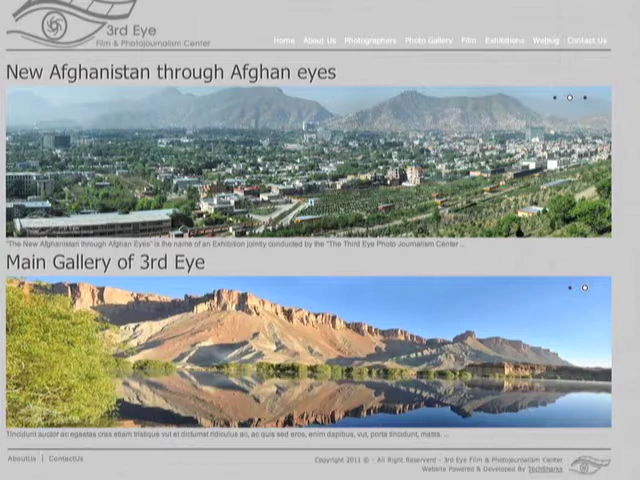 3rd Eye
Film & Photojournalism Center
Home About Us Photographers Photo Gallery Film Exhibitions Weblog Contact Us
New Afghanistan through Afghan eyes
"The New Afghanistan through Afghan Eyes" is the name of an Exhibition jointly conducted by the "The Third Eye Photo Journalism Center ...
Main Gallery of 3rd Eye
Tincidunt auctor ac egestas cras etiam tristique vut et dictumst ridiculus ac, ac quis sed eros, enim dapibus, vut, porta tincidunt, mattis ...
AboutUs | ContactUs
Copyright 2011 © - All Right Reserverd - 3rd Eye Film & Photojournalism Center
Website Powered & Developed By TechSharks